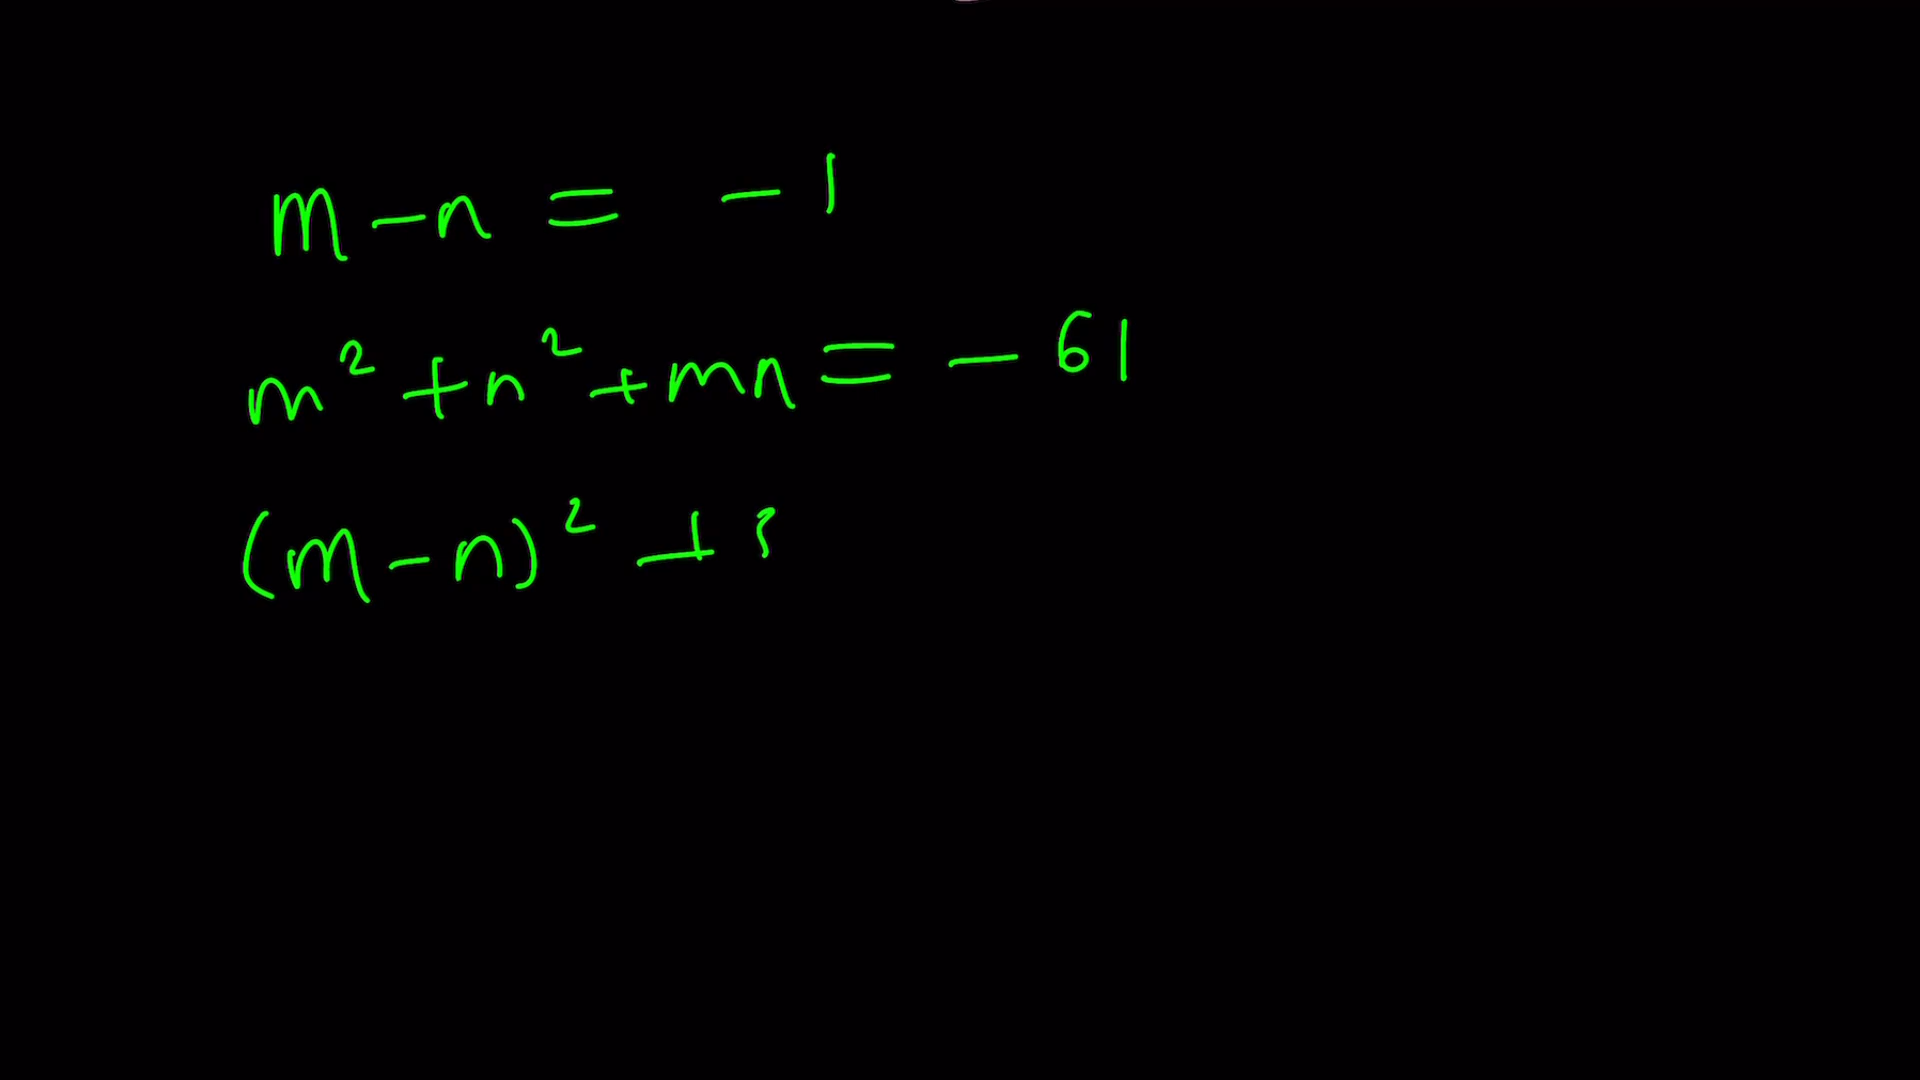 m - n = - 1
m² + n² + mn = - 61
(m - n)² +